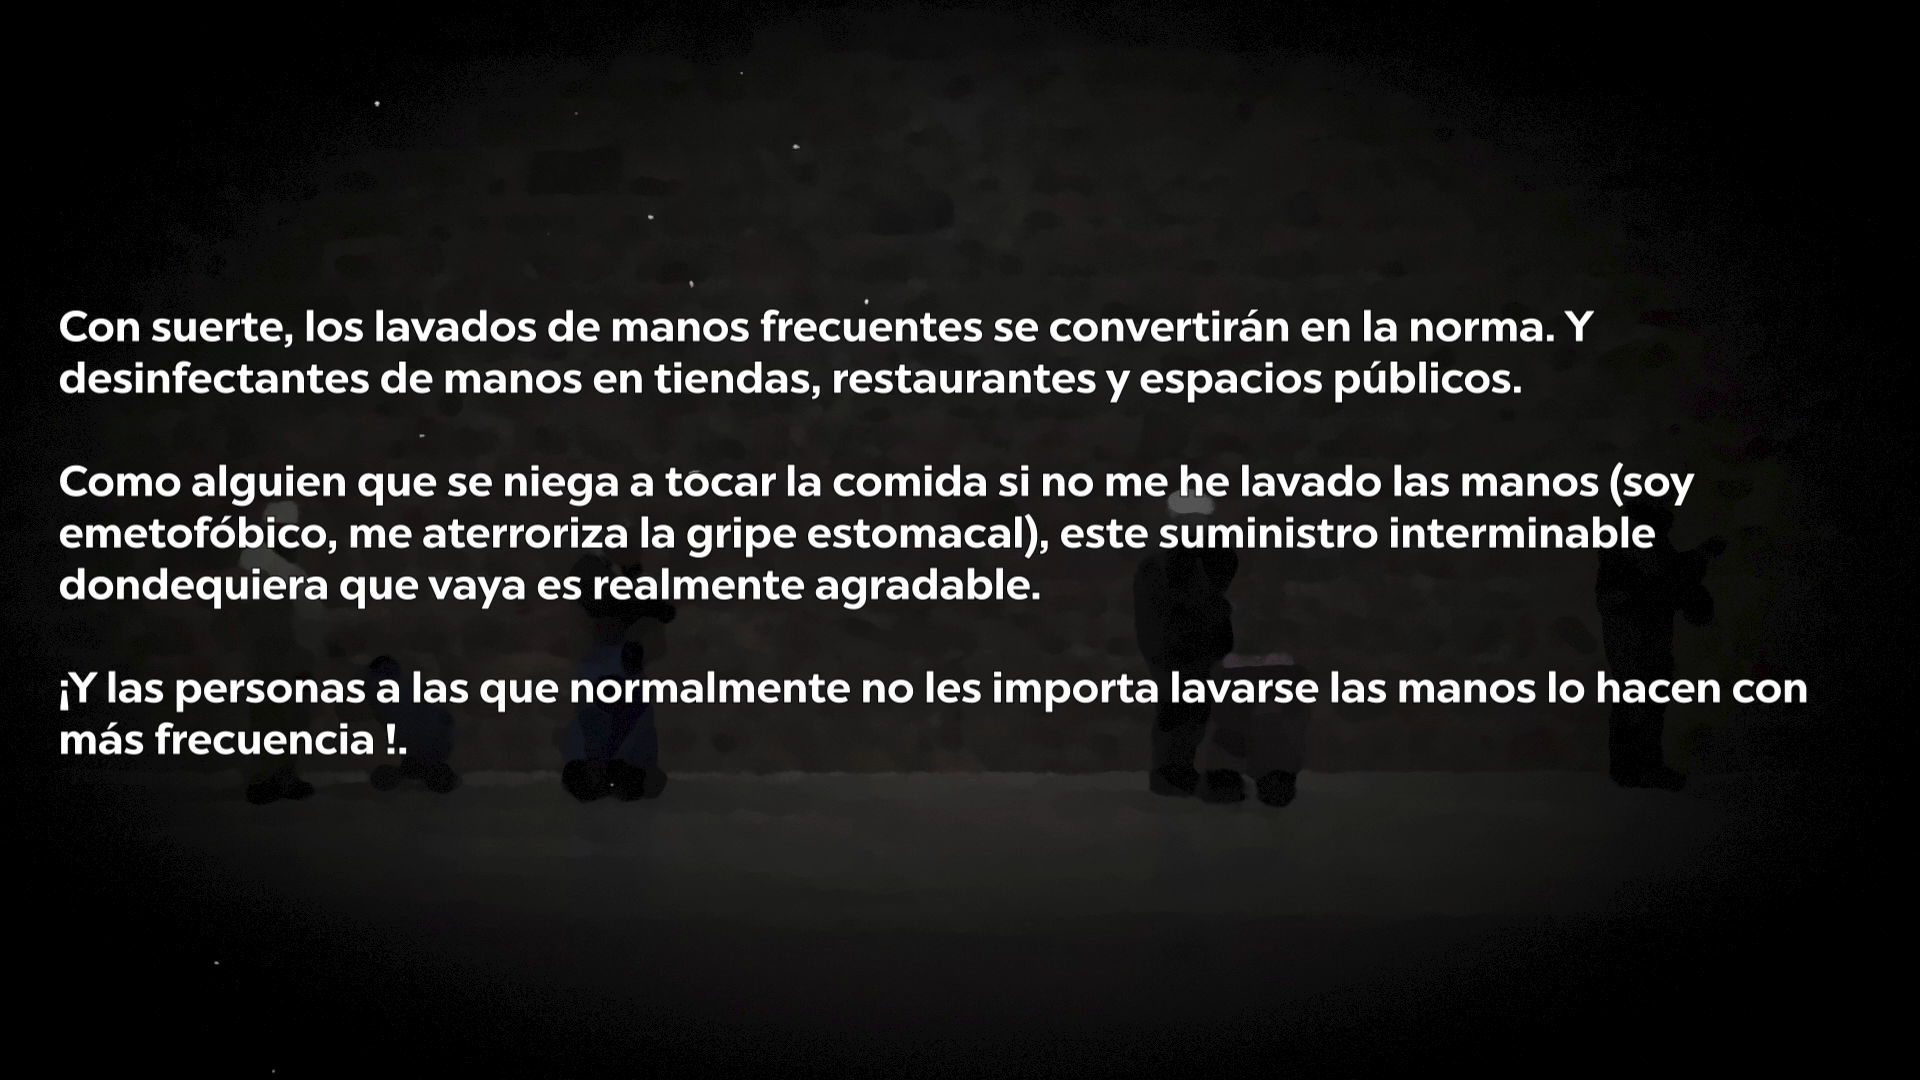 Con suerte, los lavados de manos frecuentes se convertirán en la norma. Y
desinfectantes de manos en tiendas, restaurantes y espacios públicos.
Como alguien que se niega a tocar la comida si no me he lavado las manos (soy
emetofóbico, me aterroriza la gripe estomacal), este suministro interminable
dondequiera que vaya es realmente agradable.
¡Y las personas a las que normalmente no les importa lavarse las manos lo hacen con
más frecuencia !.